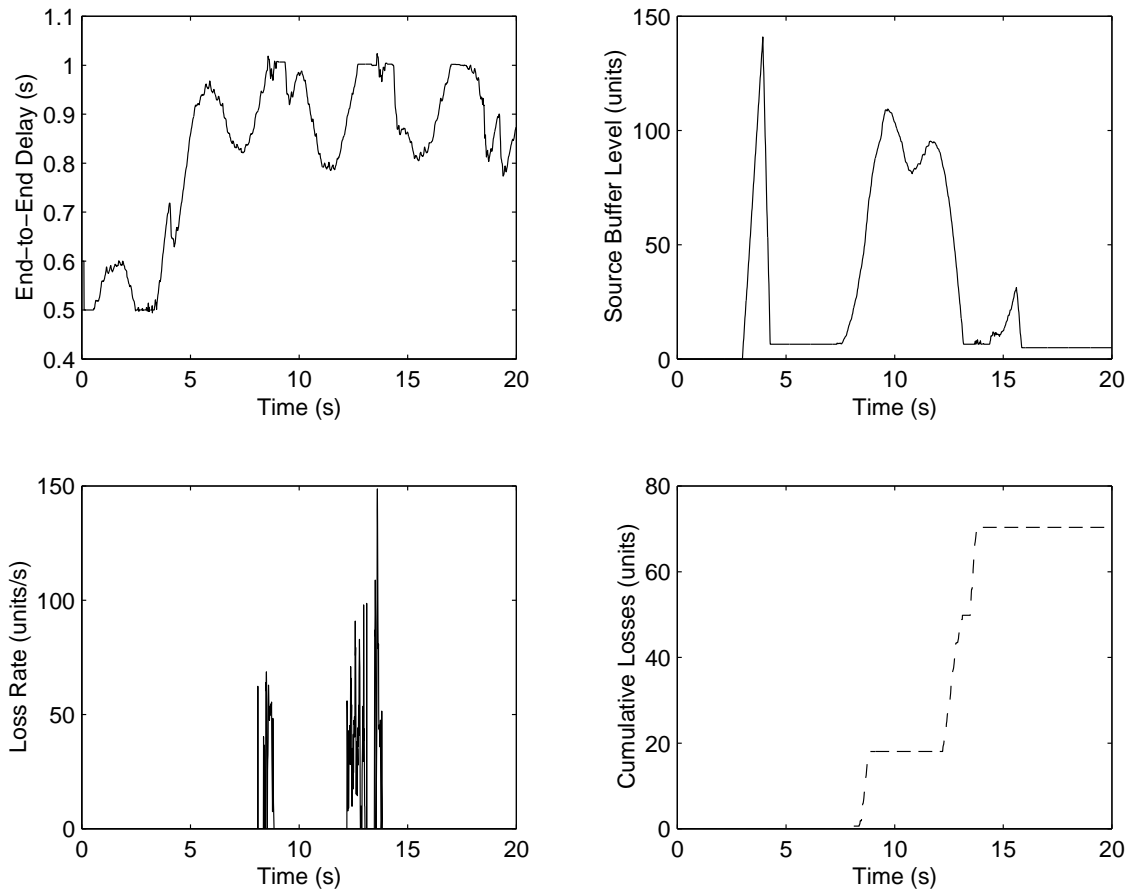 1.1
1
0.9
0.8
0.7
0.6
0.5
0.4
End-to-End Delay (s)
0 5 10 15 20
Time (s)
150
100
50
0
Source Buffer Level (units)
0 5 10 15 20
Time (s)
150
100
50
0
Loss Rate (units/s)
0 5 10 15 20
Time (s)
80
60
40
20
0
Cumulative Losses (units)
0 5 10 15 20
Time (s)